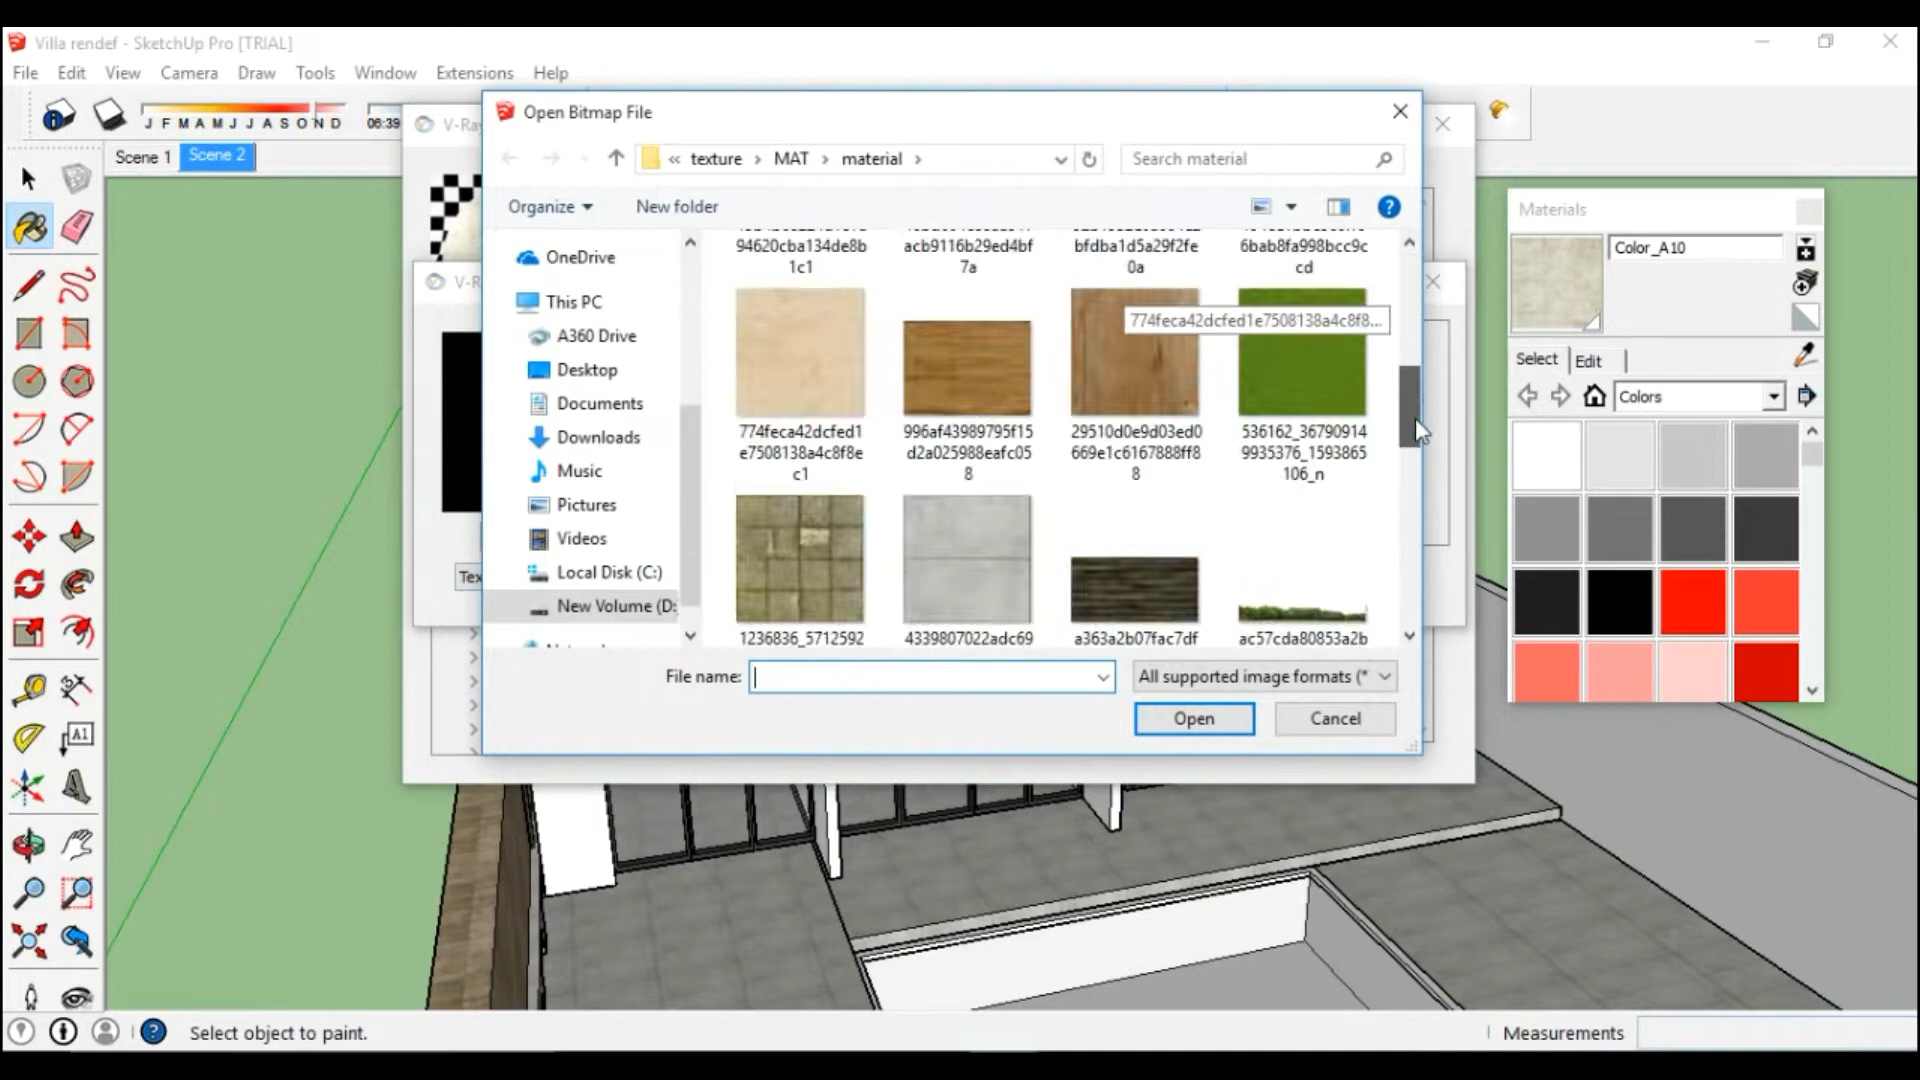 Villa rendef - SketchUp Pro [TRIAL]
File Edit View Camera Draw Tools Window Extensions Help
J F M A M J J A S O N D
06:39
V-Ray
Open Bitmap File
« texture › MAT › material ›
Search material
Scene 1 Scene 2
Organize New folder
OneDrive
This PC
A360 Drive
Desktop
Documents
Downloads
Music
Pictures
Videos
Local Disk (C:)
New Volume (D:
94620cba134de8b
1c1
acb9116b29ed4bf
7a
bfdba1d5a29f2fe
0a
6bab8fa998bcc9c
cd
774feca42dcfed1e7508138a4c8f8...
774feca42dcfed1
e7508138a4c8f8e
c1
996af43989795f15
d2a025988eafc05
8
29510d0e9d03ed0
669e1c6167888ff8
8
536162_36790914
9935376_1593865
106_n
1236836_5712592
4339807022adc69
a363a2b07fac7df
ac57cda80853a2b
V-R
Tex
File name:
All supported image formats (*
Open Cancel
Materials
Color_A10
Select Edit
Colors
A1
Select object to paint.
Measurements